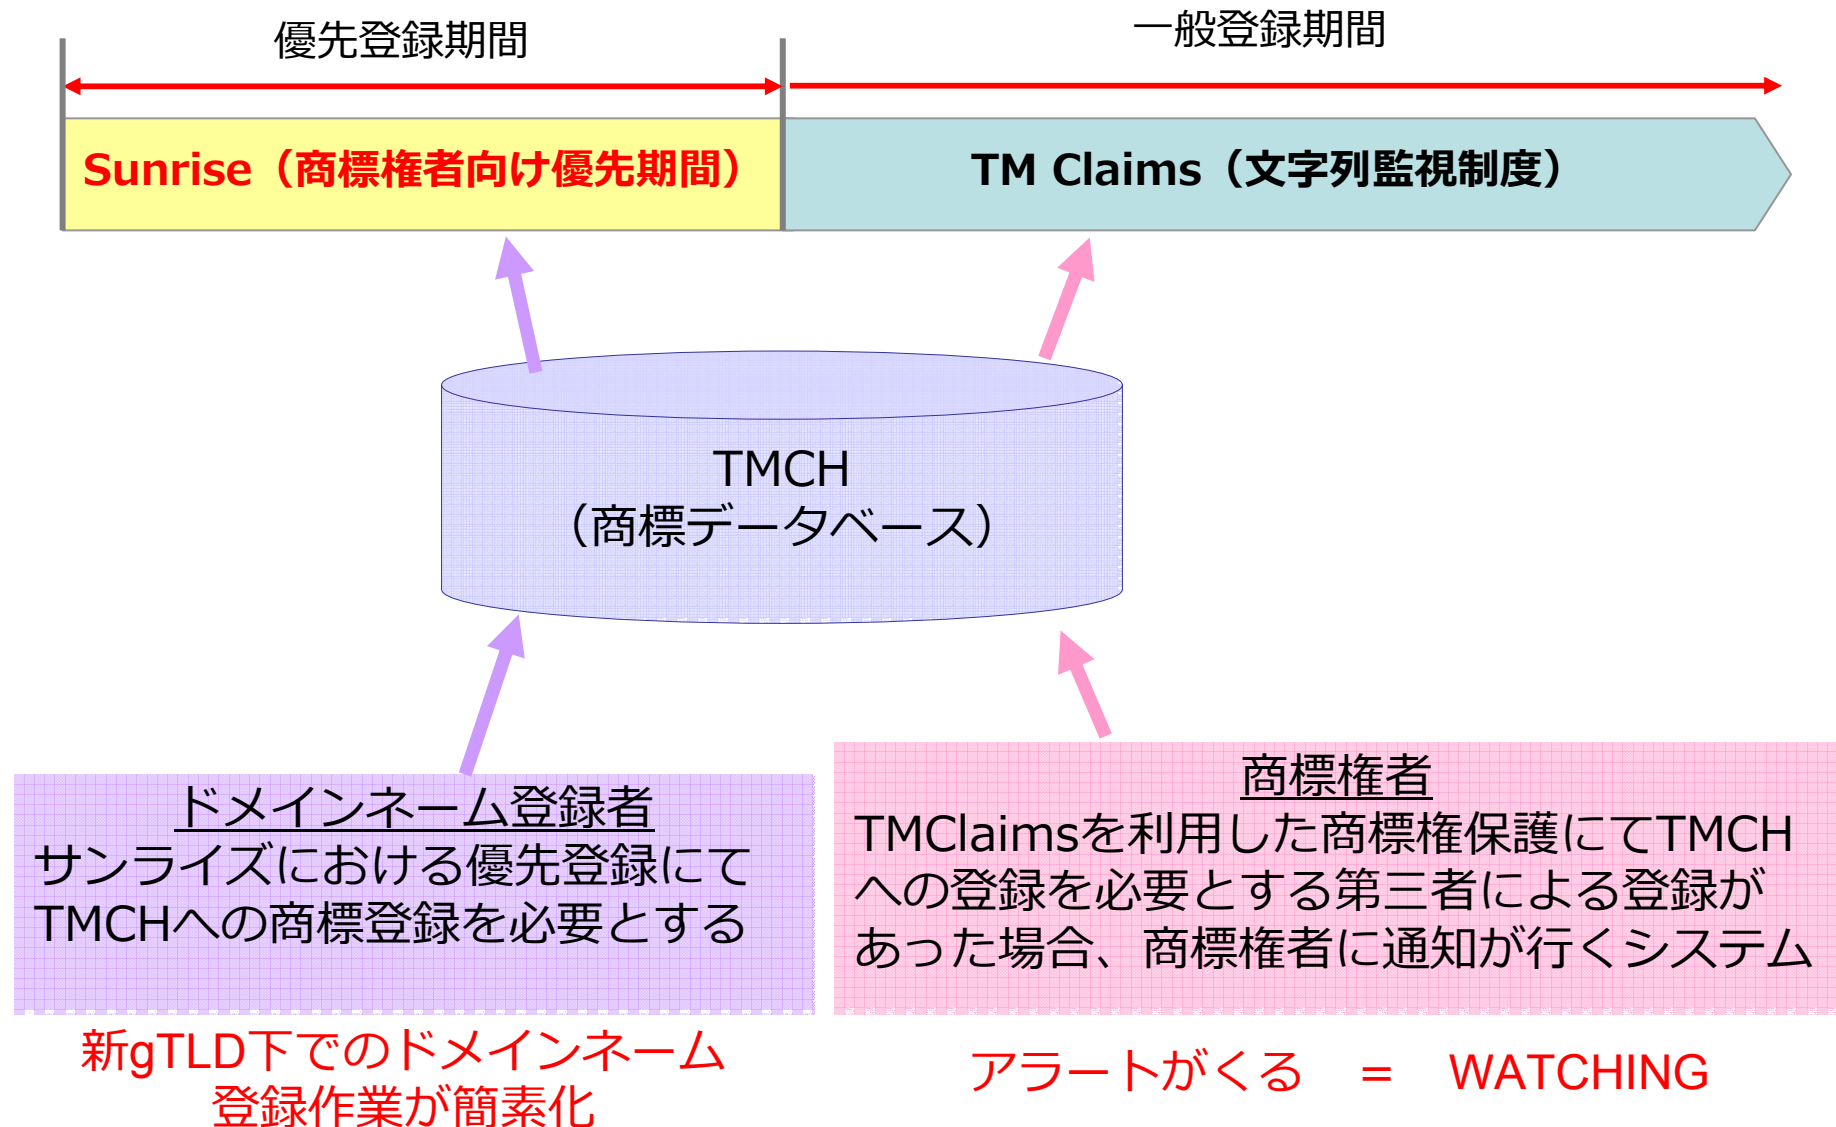 優先登録期間
一般登録期間
Sunrise（商標権者向け優先期間）
TM Claims（文字列監視制度）
TMCH
（商標データベース）
ドメインネーム登録者
サンライズにおける優先登録にて
TMCHへの商標登録を必要とする
商標権者
TMClaimsを利用した商標権保護にてTMCH
への登録を必要とする第三者による登録が
あった場合、商標権者に通知が行くシステム
新gTLD下でのドメインネーム
登録作業が簡素化
アラートがくる　=　WATCHING